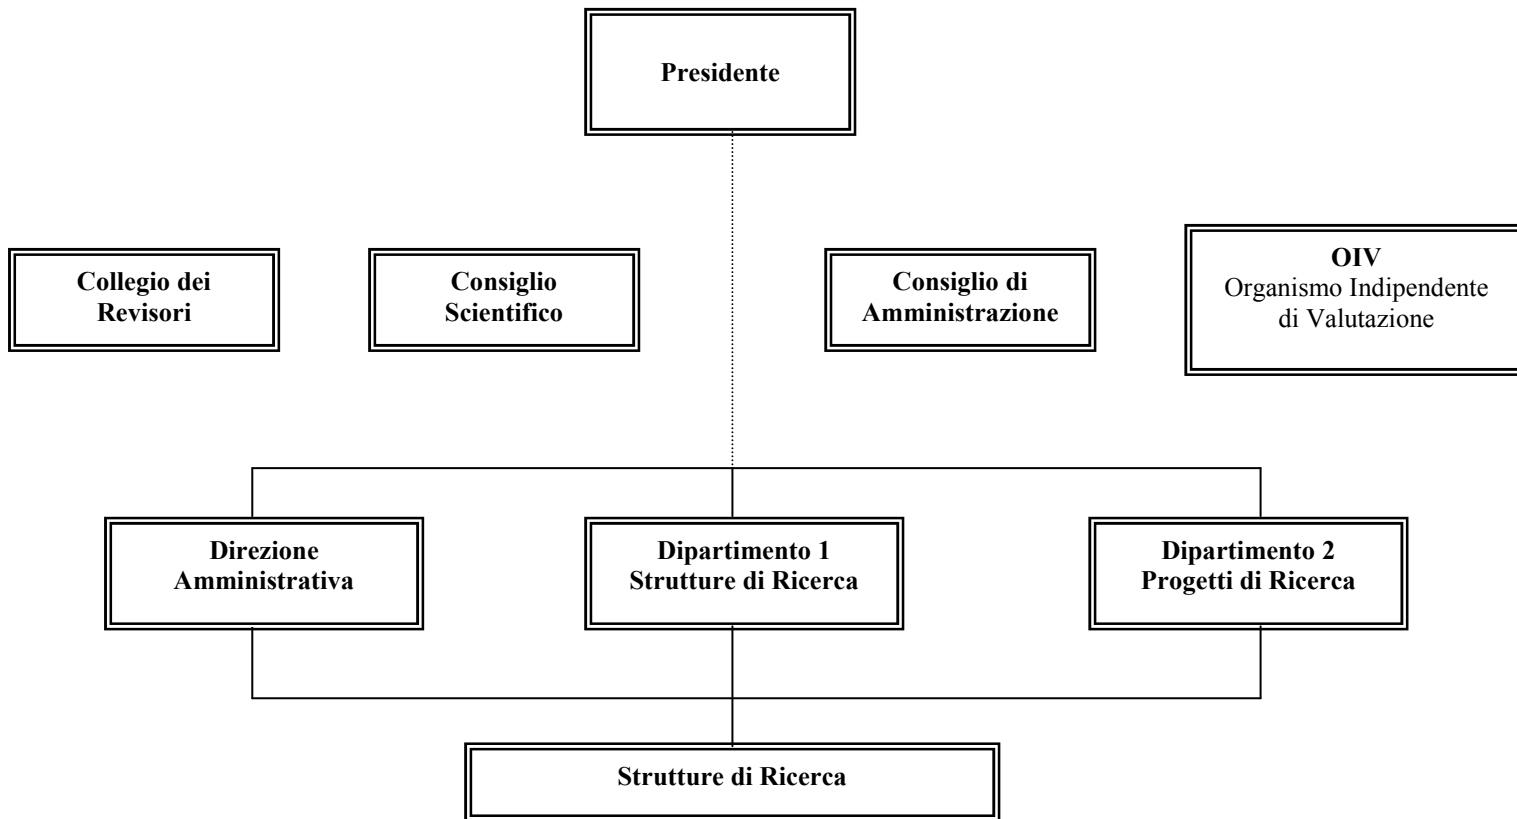 Presidente
Collegio dei
Revisori
Consiglio
Scientifico
Consiglio di
Amministrazione
OIV
Organismo Indipendente
di Valutazione
Direzione
Amministrativa
Dipartimento 1
Strutture di Ricerca
Dipartimento 2
Progetti di Ricerca
Strutture di Ricerca